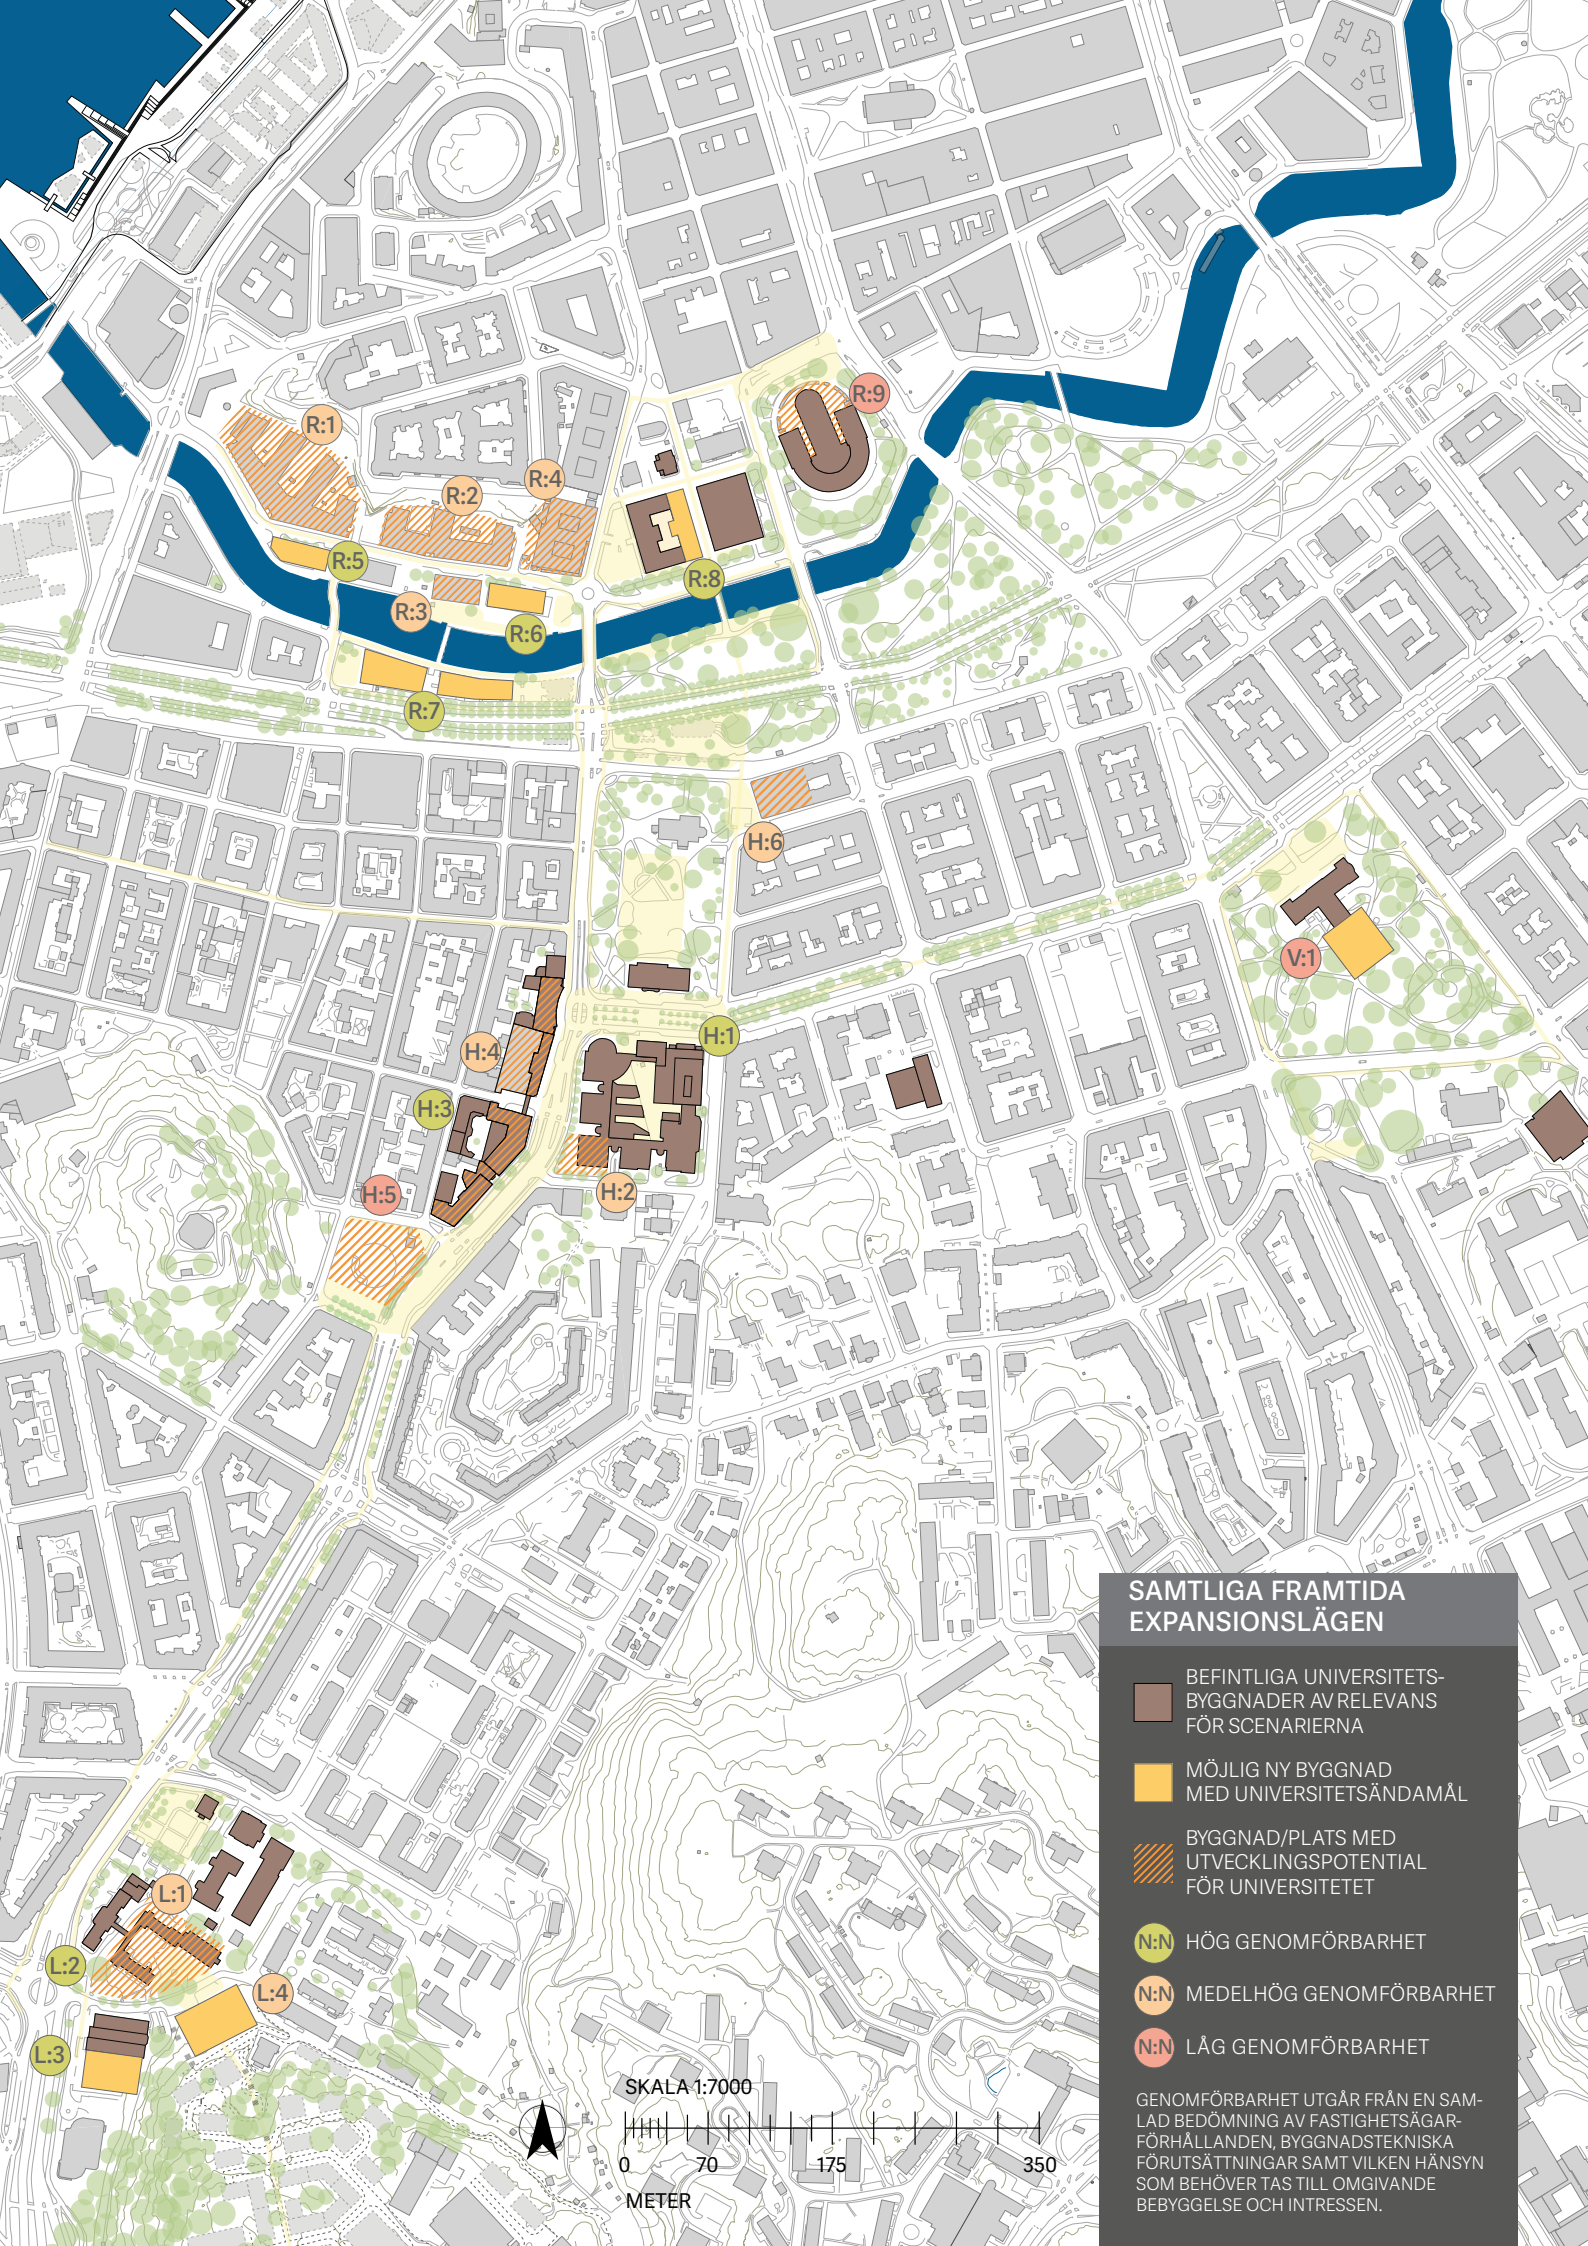 R:9
R:1
R:4
R:2
R:5
R:8
R:3
R:6
R:7
H:6
V:1
H:1
H:4
H:3
H:5
H:2
L:1
L:2
L:4
L:3
SAMTLIGA FRAMTIDA
EXPANSIONSLÄGEN
BEFINTLIGA UNIVERSITETS-
BYGGNADER AV RELEVANS
FÖR SCENARIERNA
MÖJLIG NY BYGGNAD
MED UNIVERSITETSÄNDAMÅL
BYGGNAD/PLATS MED
UTVECKLINGSPOTENTIAL
FÖR UNIVERSITETET
N:N HÖG GENOMFÖRBARHET
N:N MEDELHÖG GENOMFÖRBARHET
N:N LÅG GENOMFÖRBARHET
GENOMFÖRBARHET UTGÅR FRÅN EN SAM-
LAD BEDÖMNING AV FASTIGHETSÄGAR-
FÖRHÅLLANDEN, BYGGNADSTEKNISKA
FÖRUTSÄTTNINGAR SAMT VILKEN HÄNSYN
SOM BEHÖVER TAS TILL OMGIVANDE
BEBYGGELSE OCH INTRESSEN.
SKALA 1:7000
0 70 175 350
METER